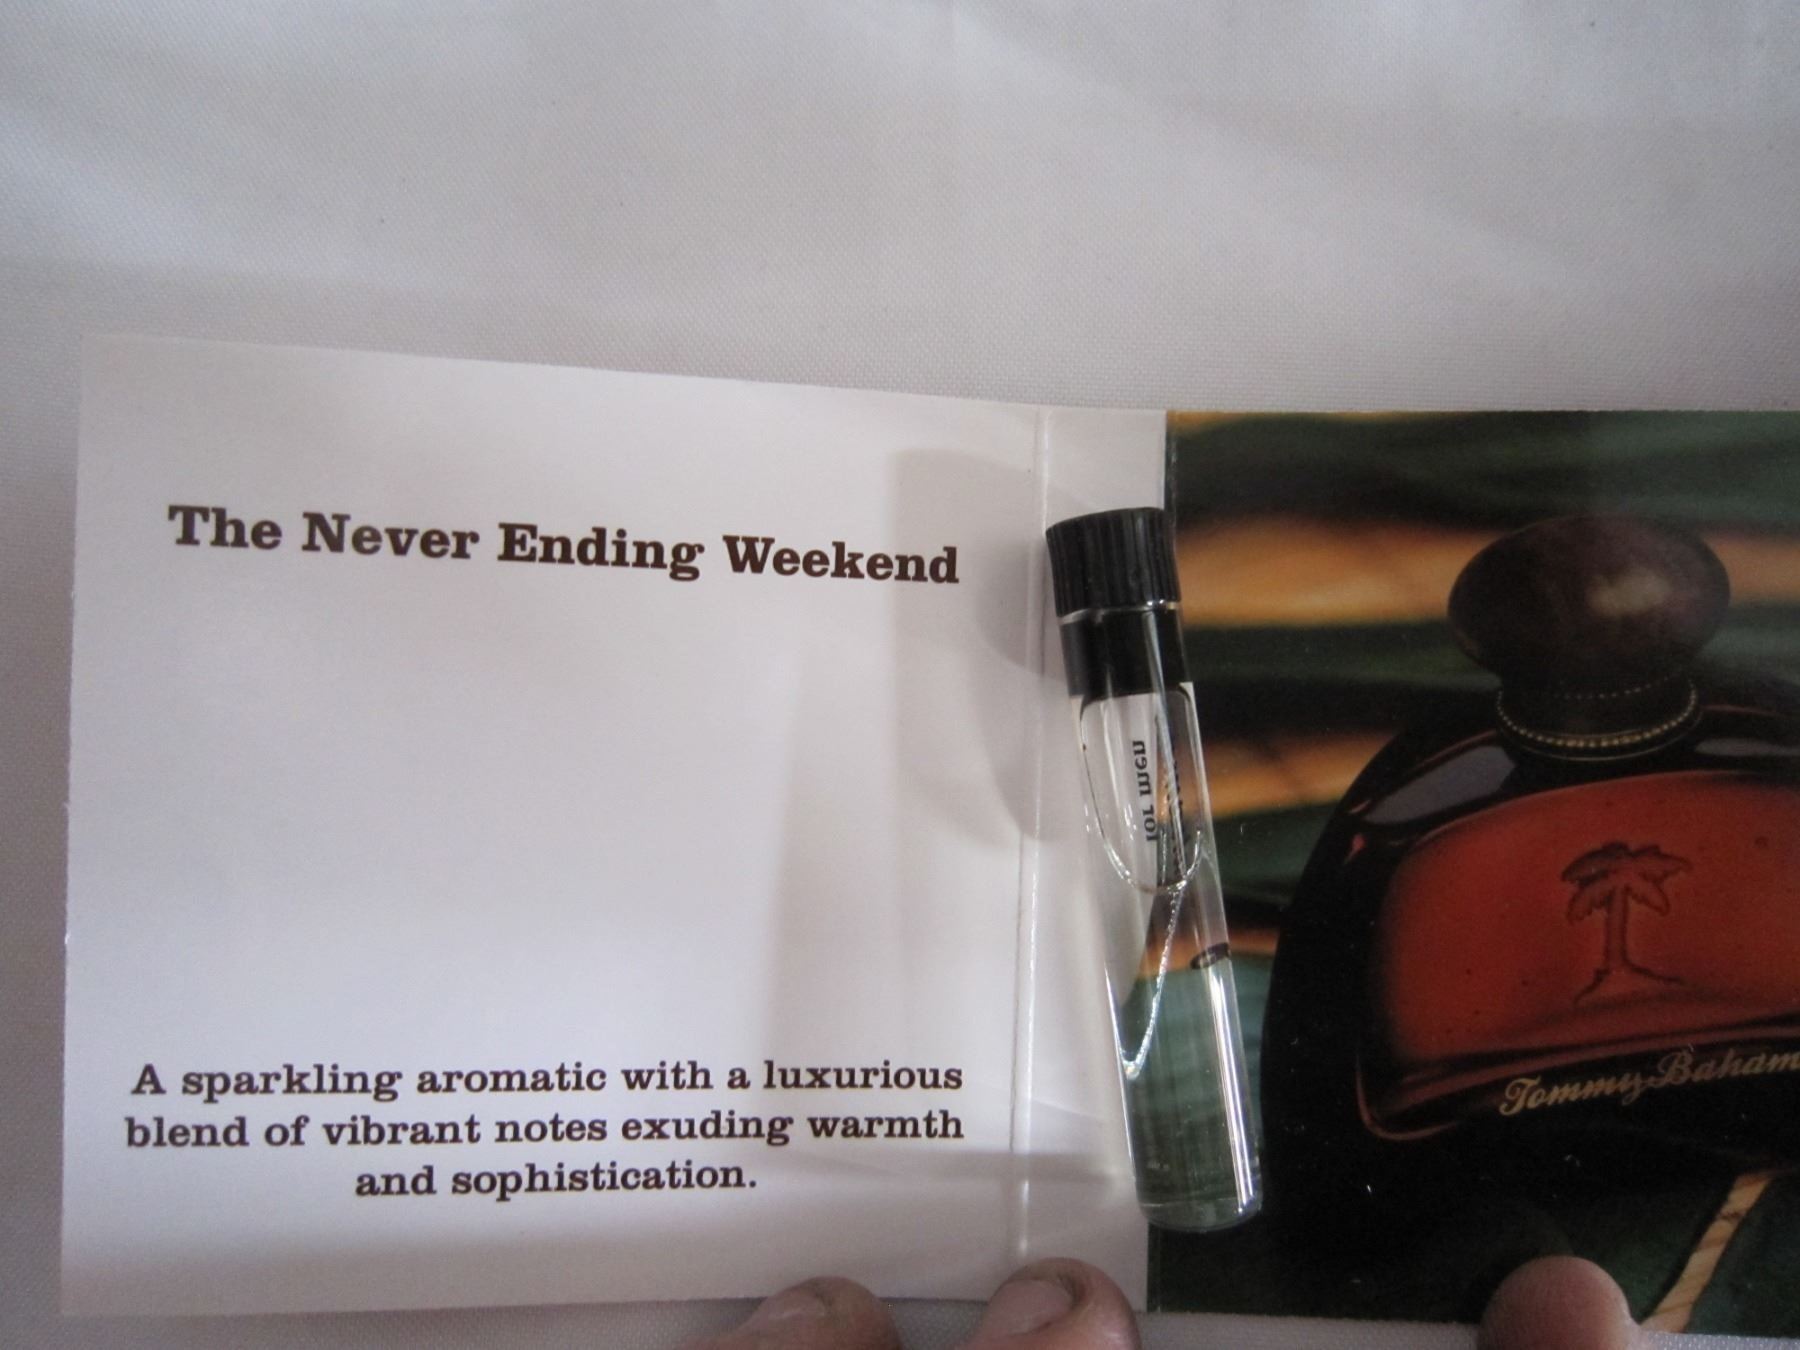 The Never Ending Weekend
A sparkling aromatic with a luxurious
blend of vibrant notes exuding warmth
and sophistication.
for men
Tommy Baham